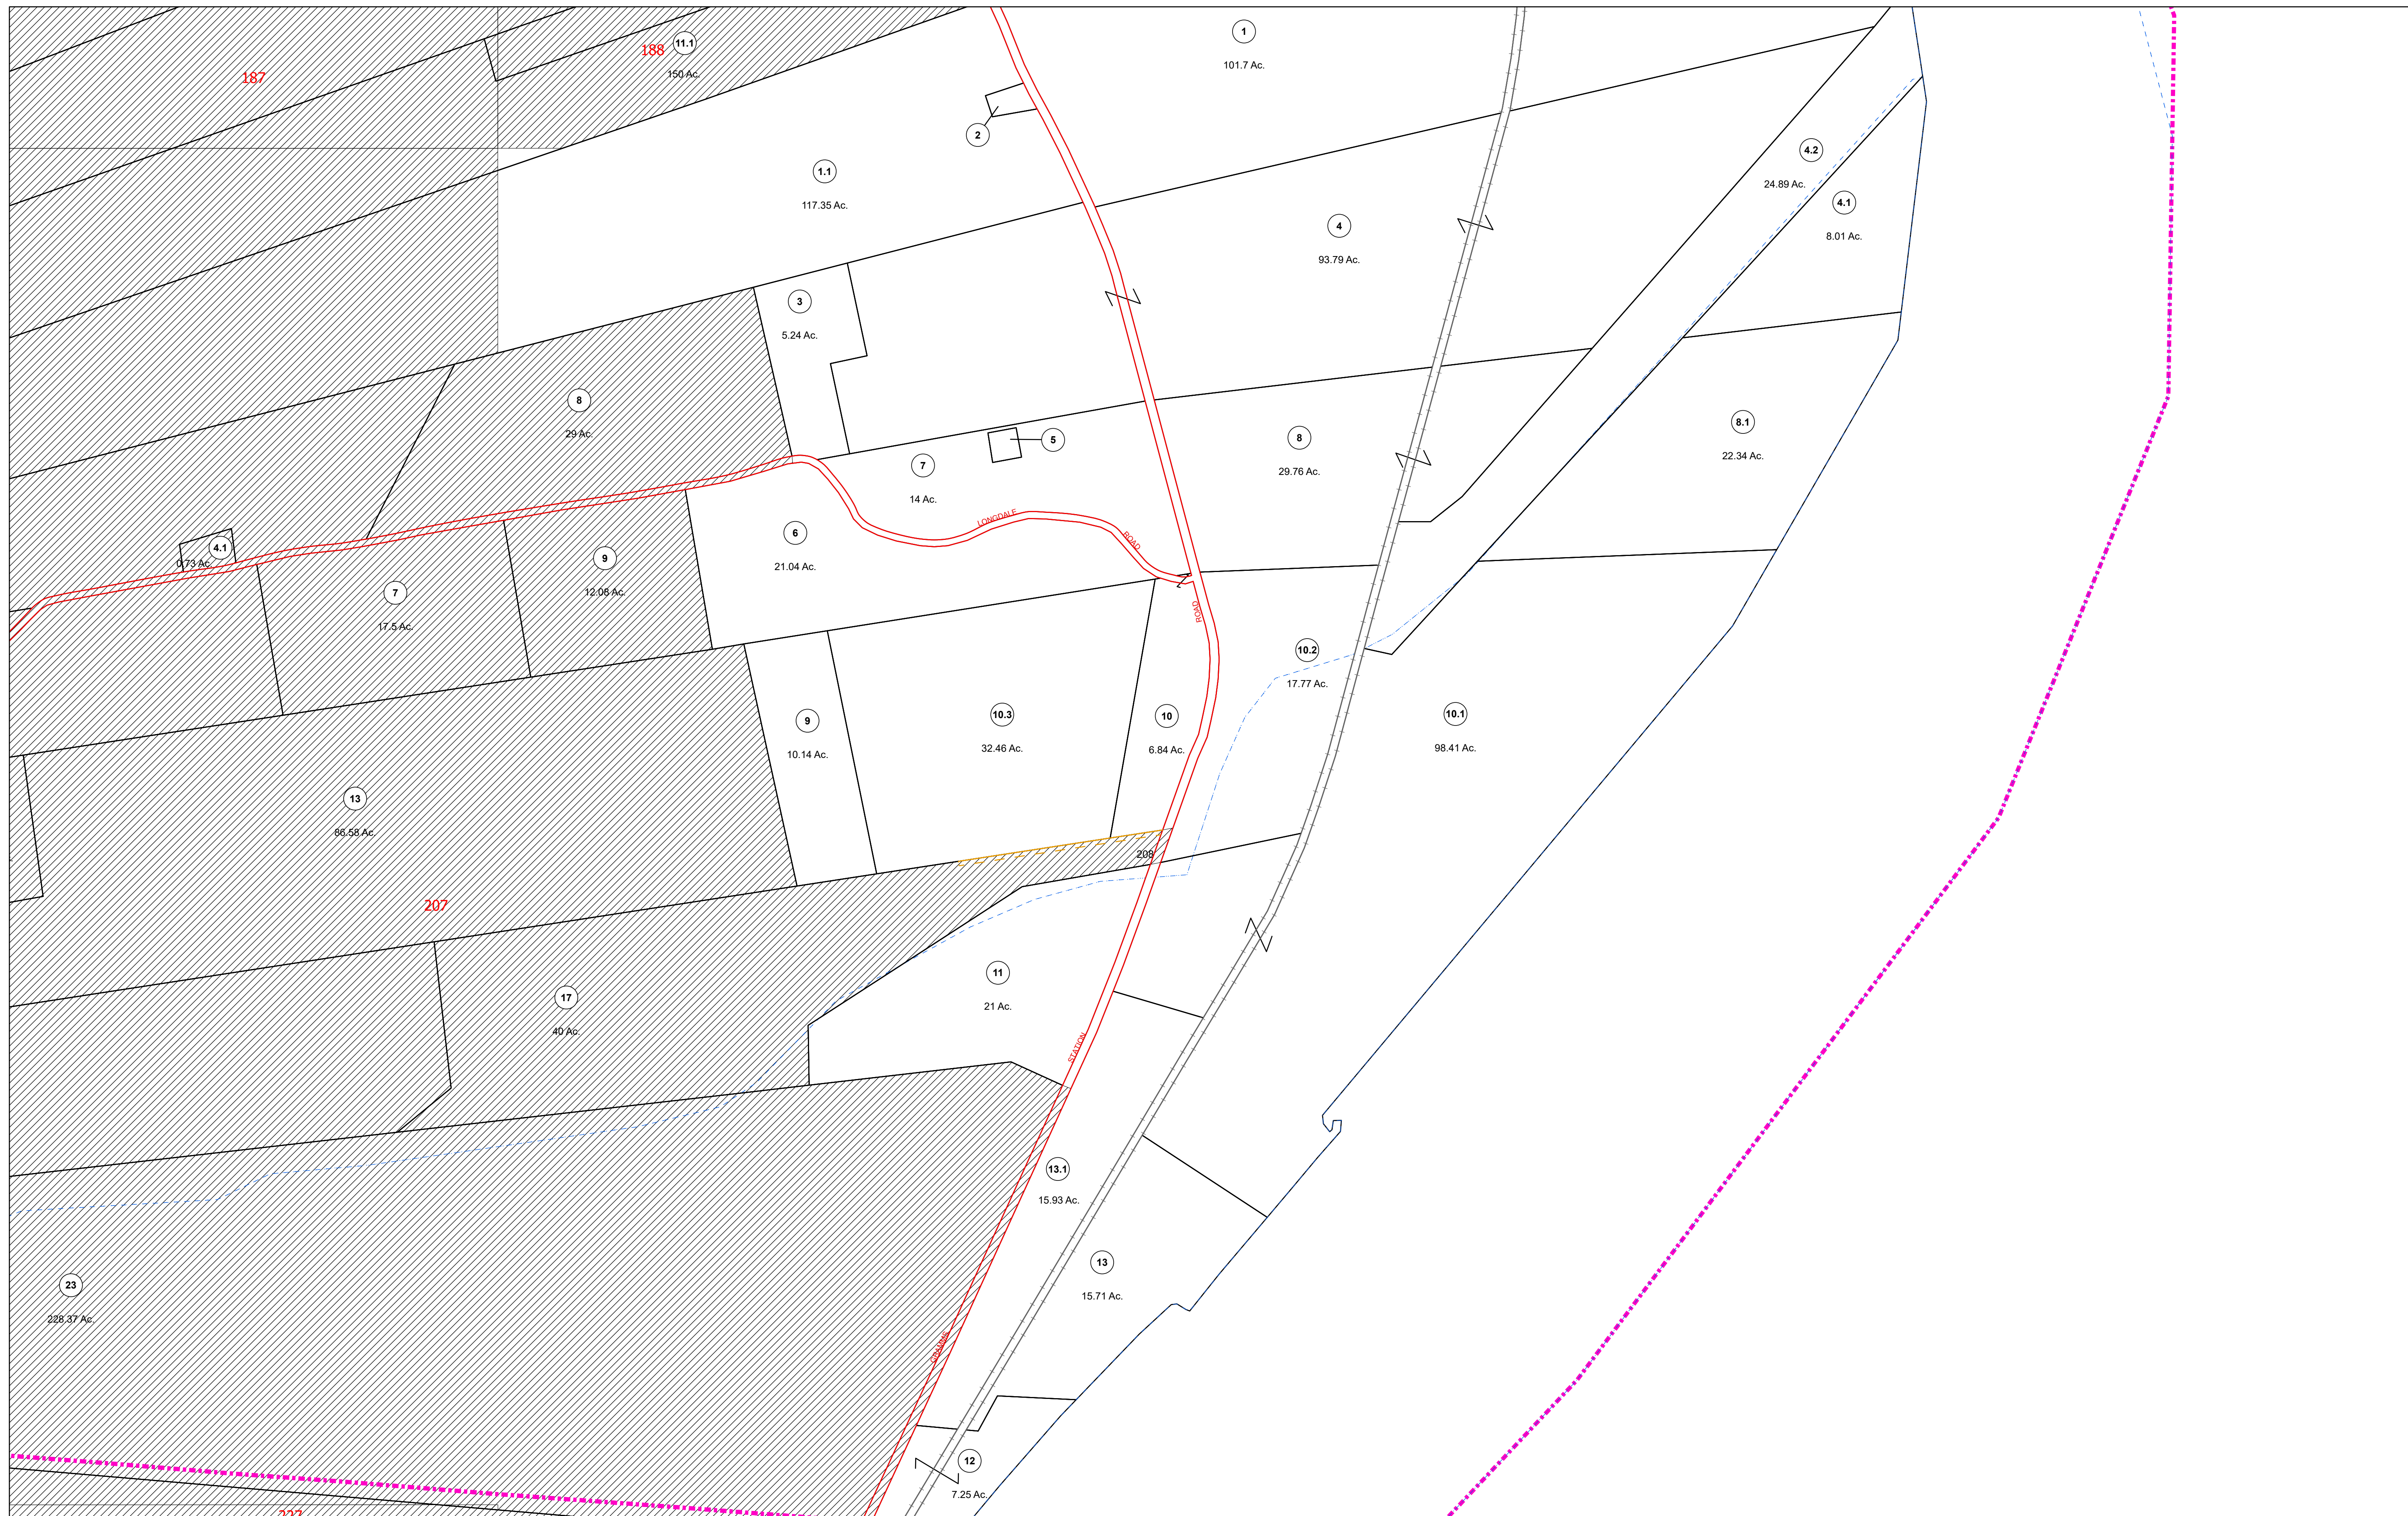 1
101.7 Ac.
188
11.1
150 Ac.
187
2
4.2
24.89 Ac.
1.1
117.35 Ac.
4.1
8.01 Ac.
4
93.79 Ac.
3
5.24 Ac.
8
29 Ac.
8.1
22.34 Ac.
5
8
29.76 Ac.
7
14 Ac.
LONGDALE
ROAD
6
21.04 Ac.
4.1
0.73 Ac.
9
12.08 Ac.
7
17.5 Ac.
ROAD
10.2
17.77 Ac.
9
10.14 Ac.
10.3
32.46 Ac.
10
6.84 Ac.
10.1
98.41 Ac.
13
86.58 Ac.
208
207
11
21 Ac.
17
40 Ac.
STATION
13.1
15.93 Ac.
13
15.71 Ac.
23
228.37 Ac.
GRAMMS
12
7.25 Ac.
227